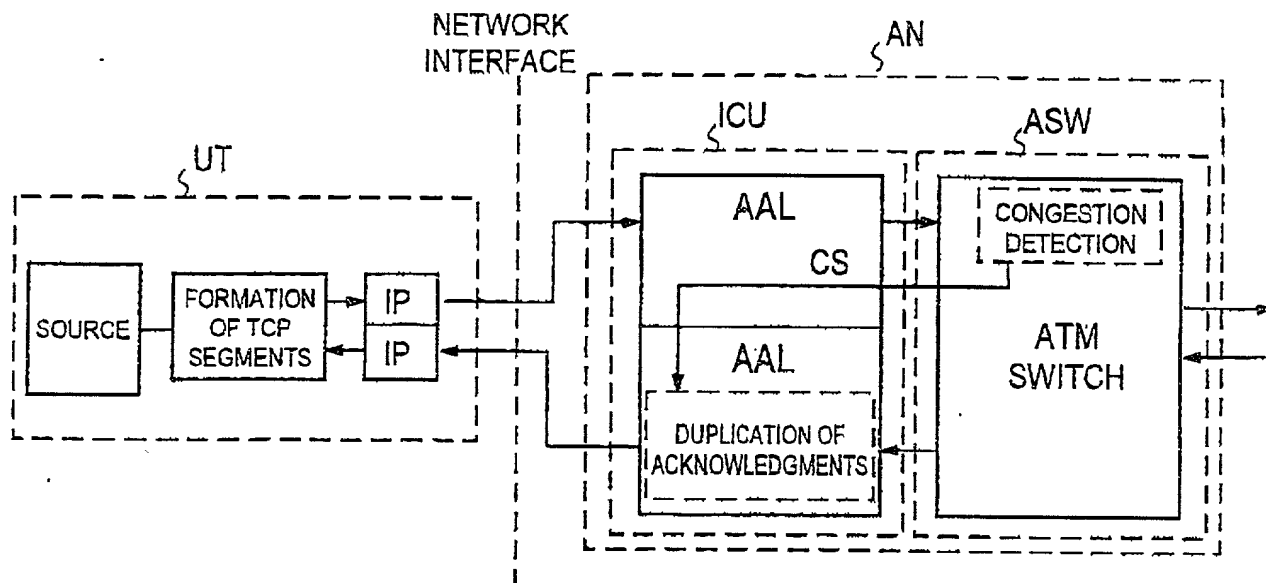 NETWORK
INTERFACE
AN
ICU
ASW
UT
AAL
CONGESTION
DETECTION
CS
SOURCE
FORMATION
OF TCP
SEGMENTS
IP
IP
AAL
ATM
SWITCH
DUPLICATION OF
ACKNOWLEDGMENTS